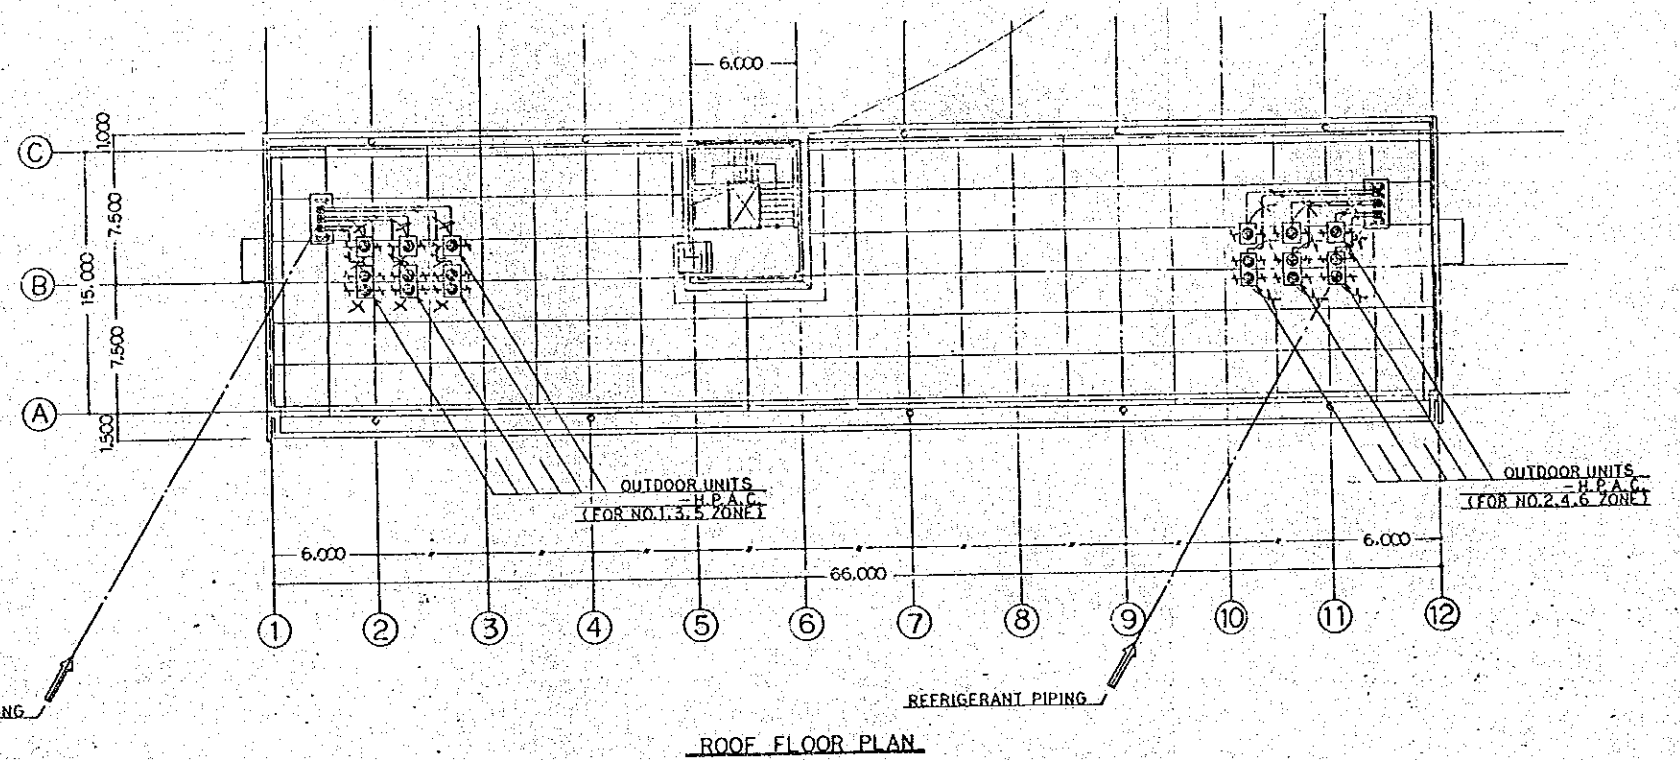 6.000
C
1.000
7.500
15.000
B
7.500
A
1.500
OUTDOOR UNITS
-H.P.A.C.
(FOR NO.1.3.5 ZONE)
OUTDOOR UNITS
-H.P.A.C.
(FOR NO.2.4.6 ZONE)
6.000
6.000
66.000
1 2 3 4 5 6 7 8 9 10 11 12
NG
REFRIGERANT PIPING
ROOF FLOOR PLAN